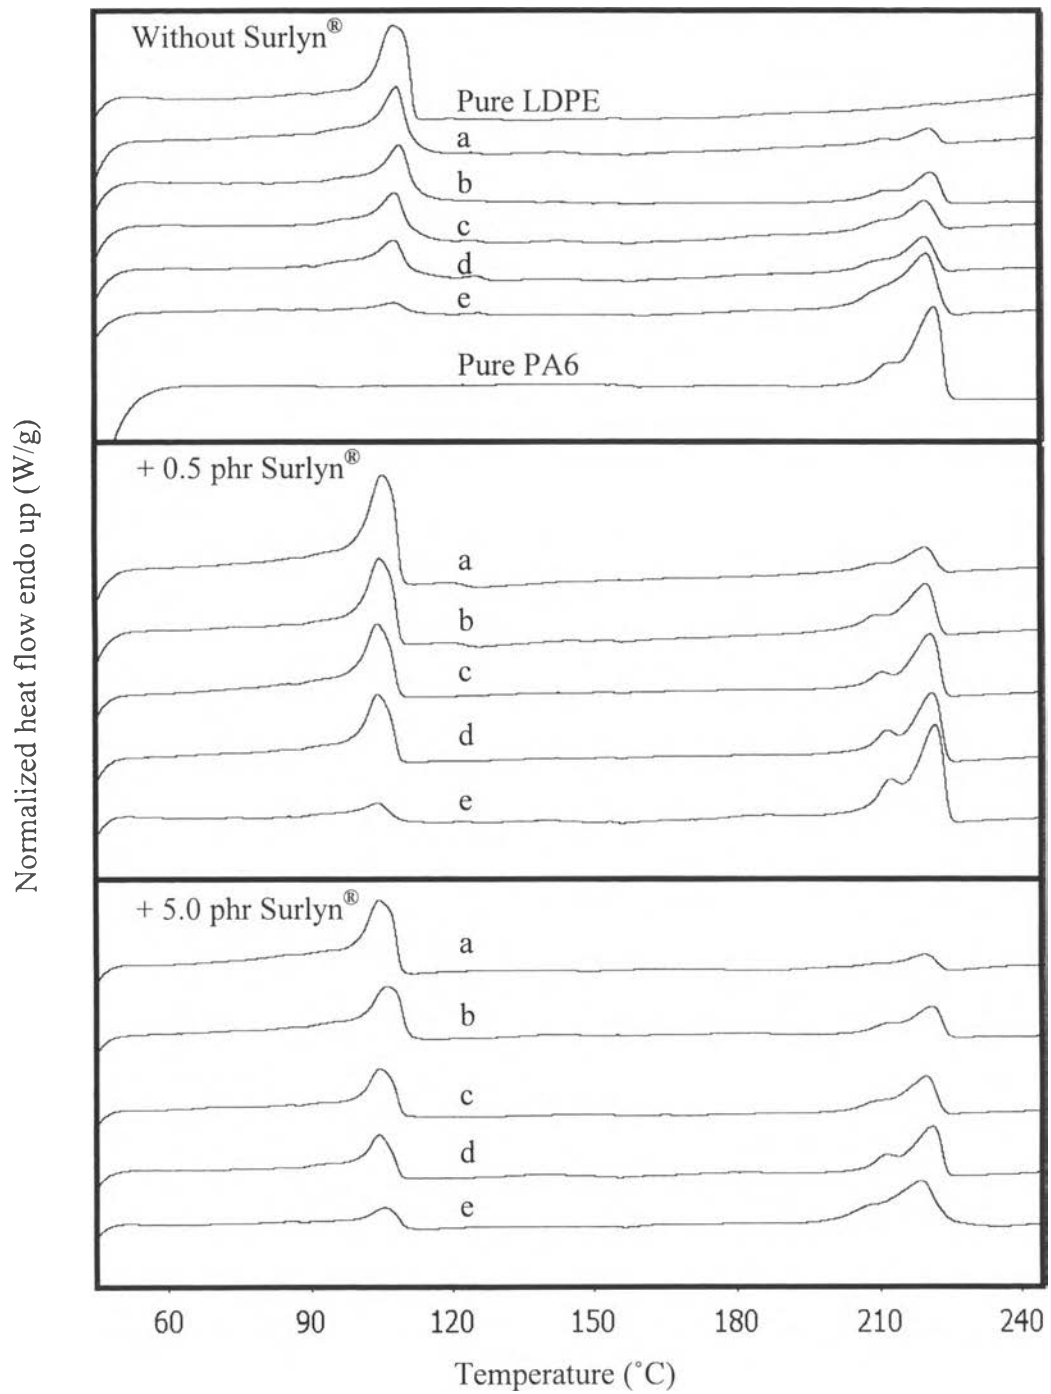 Without Surlyn®
Pure LDPE
a
b
c
d
e
Pure PA6
+ 0.5 phr Surlyn®
a
b
c
d
e
+ 5.0 phr Surlyn®
a
b
c
d
e
Normalized heat flow endo up (W/g)
60 90 120 150 180 210 240
Temperature (˚C)